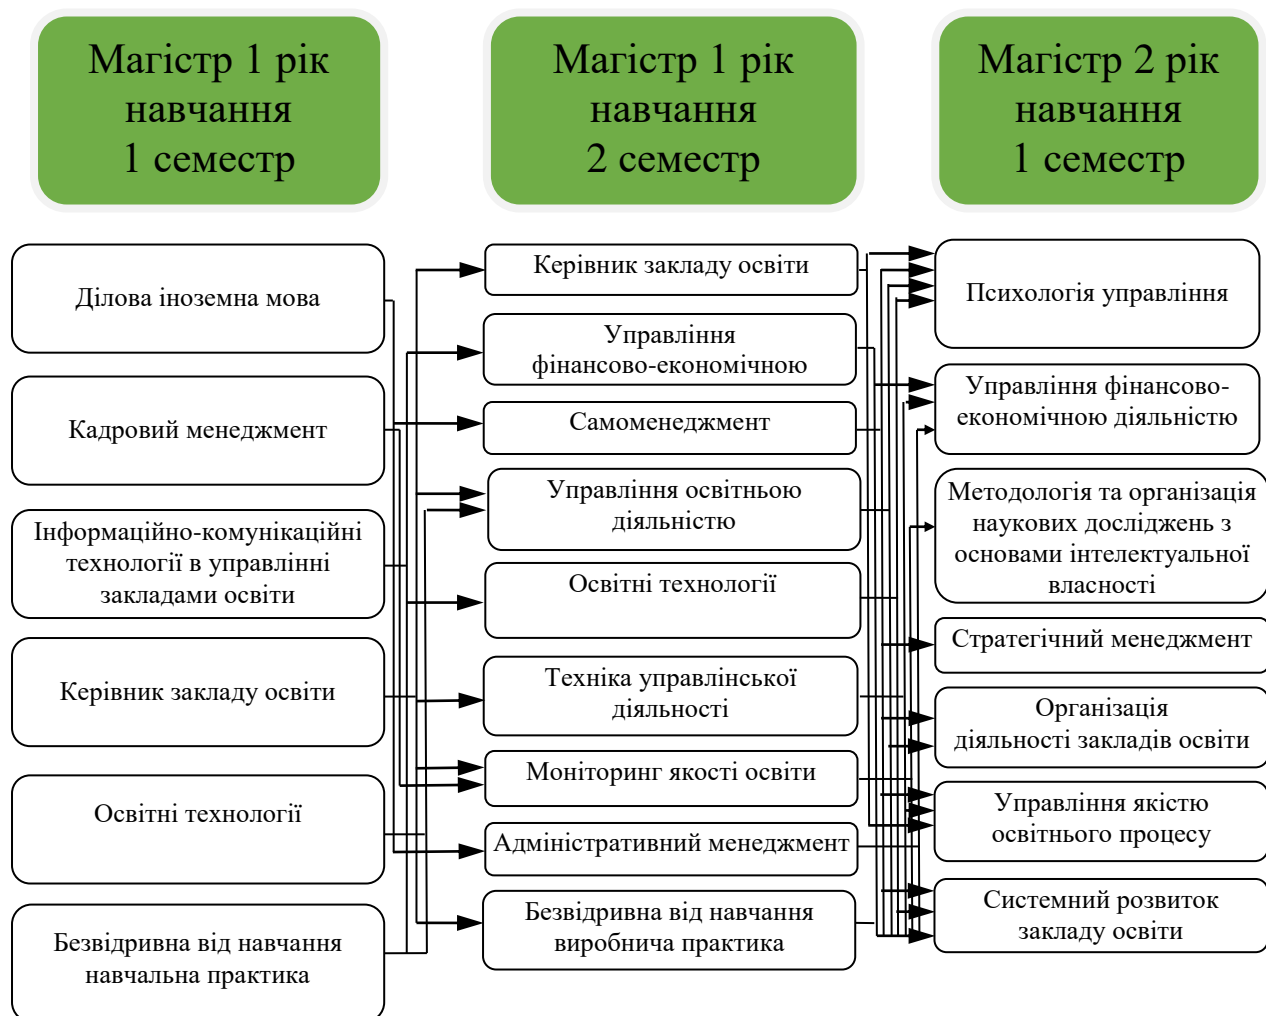 Магістр 1 рік
навчання
1 семестр
Магістр 1 рік
навчання
2 семестр
Магістр 2 рік
навчання
1 семестр
Ділова іноземна мова
Кадровий менеджмент
Інформаційно-комунікаційні
технології в управлінні
закладами освіти
Керівник закладу освіти
Освітні технології
Безвідривна від навчання
навчальна практика
Керівник закладу освіти
Управління
фінансово-економічною
Самоменеджмент
Управління освітньою
діяльністю
Освітні технології
Техніка управлінської
діяльності
Моніторинг якості освіти
Адміністративний менеджмент
Безвідривна від навчання
виробнича практика
Психологія управління
Управління фінансово-
економічною діяльністю
Методологія та організація
наукових досліджень з
основами інтелектуальної
власності
Стратегічний менеджмент
Організація
діяльності закладів освіти
Управління якістю
освітнього процесу
Системний розвиток
закладу освіти